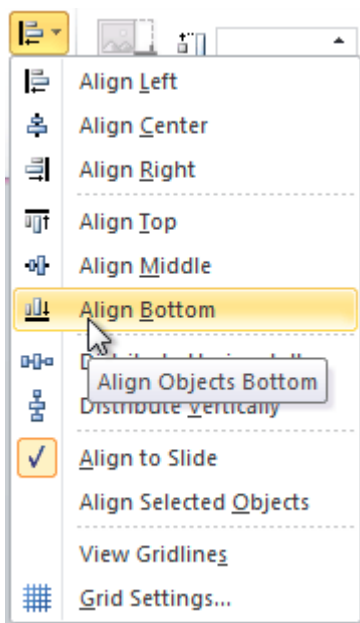 Align Left
Align Center
Align Right
Align Top
Align Middle
Align Bottom
Align Objects Bottom
Distribute Vertically
Align to Slide
Align Selected Objects
View Gridlines
Grid Settings...